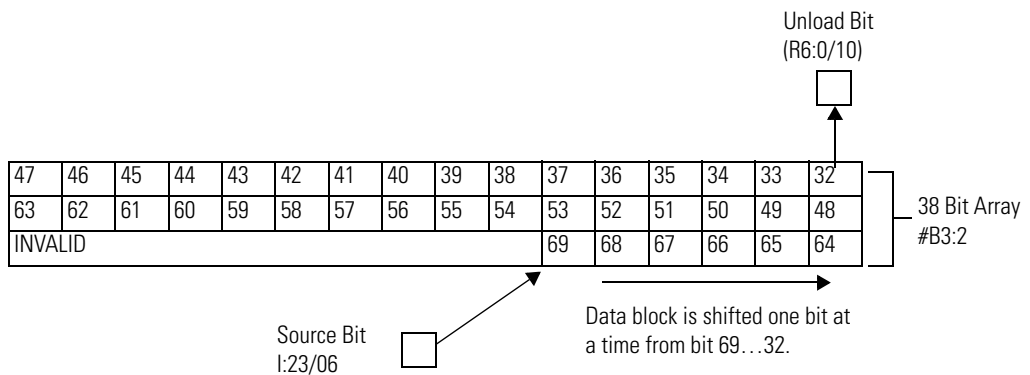 Unload Bit
(R6:0/10)
47 46 45 44 43 42 41 40 39 38 37 36 35 34 33 32
63 62 61 60 59 58 57 56 55 54 53 52 51 50 49 48
INVALID 69 68 67 66 65 64
38 Bit Array
#B3:2
Source Bit
I:23/06
Data block is shifted one bit at
a time from bit 69…32.